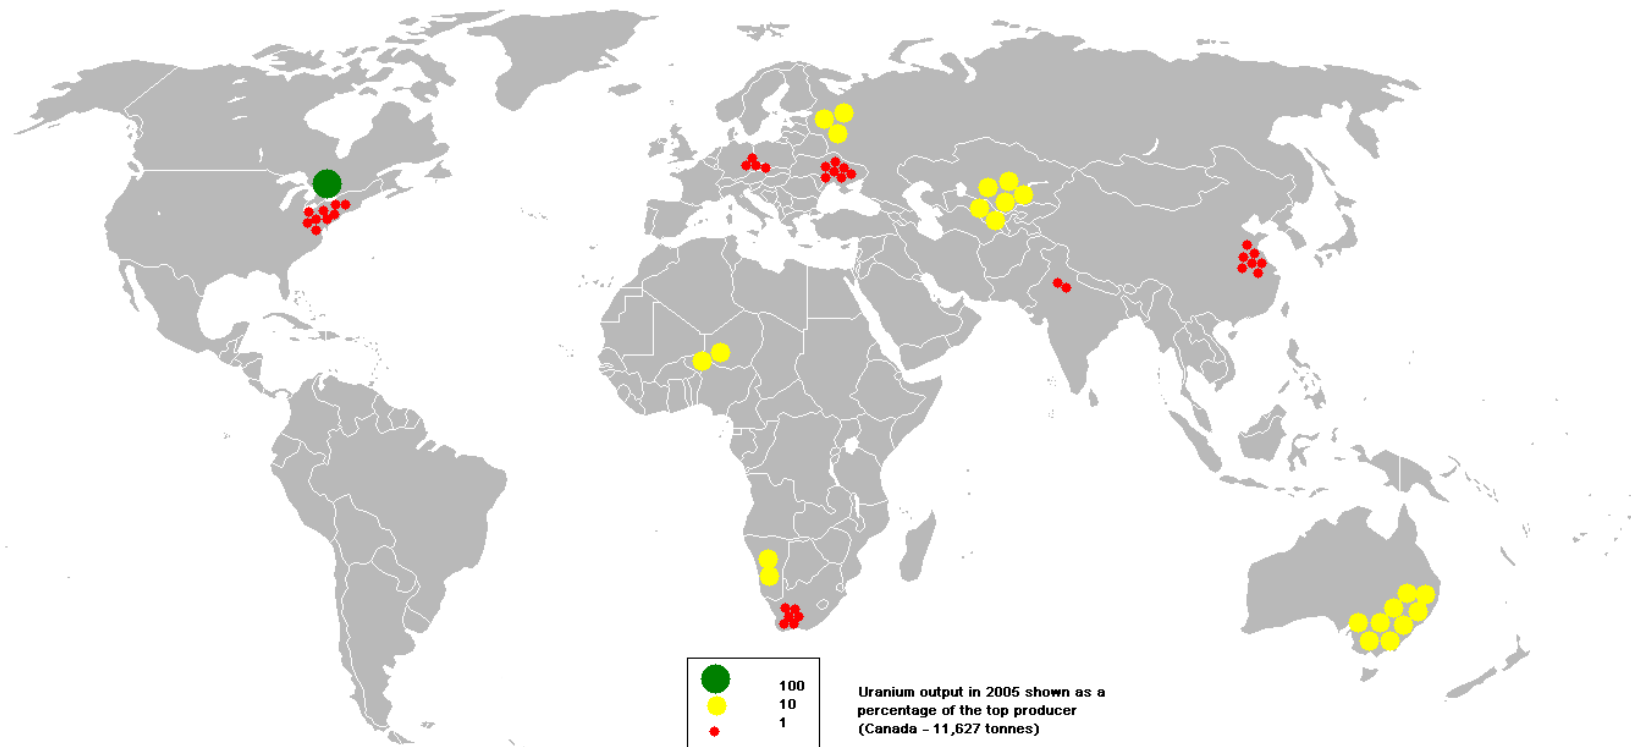 100
10
1
Uranium output in 2005 shown as a
percentage of the top producer
(Canada - 11,627 tonnes)